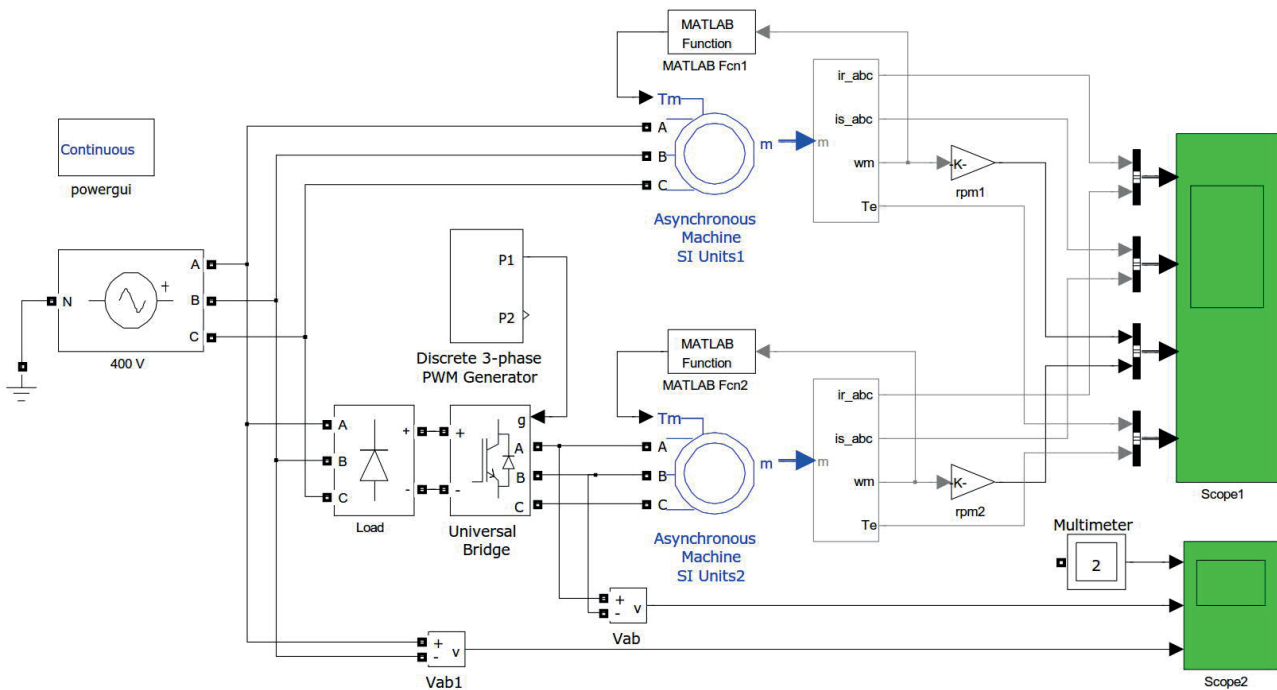 MATLAB
Function
MATLAB Fcn1
Tm
A
B
C
m
Asynchronous
Machine
SI Units1
m
ir_abc
is_abc
wm
Te
-K-
rpm1
Continuous
powergui
N
+
A
B
C
400 V
P1
P2
Discrete 3-phase
PWM Generator
MATLAB
Function
MATLAB Fcn2
Tm
A
B
C
m
Asynchronous
Machine
SI Units2
m
ir_abc
is_abc
wm
Te
-K-
rpm2
Scope1
A
B
C
+
-
Load
+
-
g
A
B
C
Universal
Bridge
Multimeter
2
+
-
v
Vab
+
-
v
Vab1
Scope2